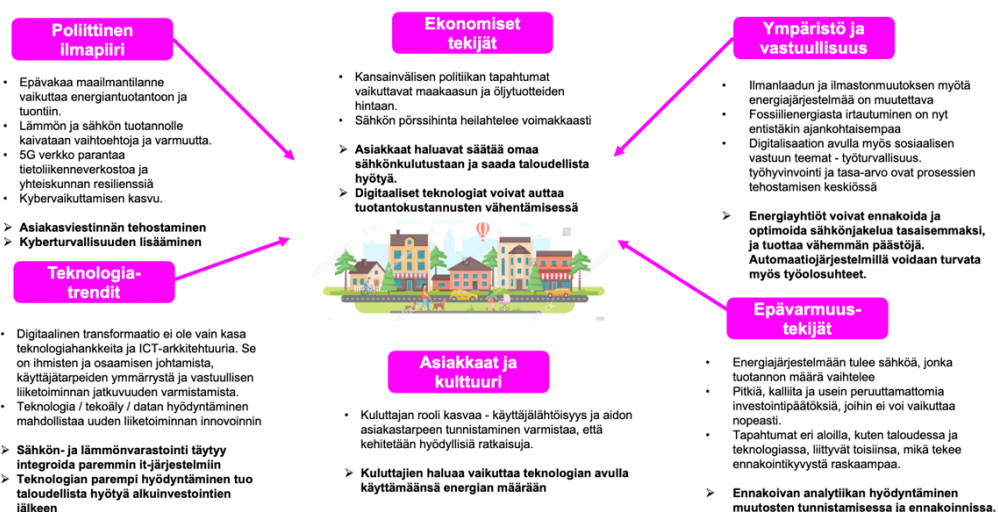 Poliittinen
ilmapiiri
• Epävakaa maailmantilanne
vaikuttaa energiantuotantoon ja
tuontiin.
• Lämmön ja sähkön tuotannolle
kaivataan vaihtoehtoja ja varmuutta.
• 5G verkko parantaa
tietoliikenneverkostoa ja
yhteiskunnan resilienssiä
• Kybervaikuttamisen kasvu.
➢ Asiakasviestinnän tehostaminen
➢ Kyberturvallisuuden lisääminen
Ekonomiset
tekijät
• Kansainvälisen politiikan tapahtumat
vaikuttavat maakaasun ja öljytuotteiden
hintaan.
• Sähkön pörssihinta heilahtelee voimakkaasti
➢ Asiakkaat haluavat säätää omaa
sähkönkulutustaan ja saada taloudellista
hyötyä.
➢ Digitaaliset teknologiat voivat auttaa
tuotantokustannusten vähentämisessä
Ympäristö ja
vastuullisuus
• Ilmanlaadun ja ilmastonmuutoksen myötä
energiajärjestelmää on muutettava
• Fossiilienergiasta irtautuminen on nyt
entistäkin ajankohtaisempaa
• Digitalisaation avulla myös sosiaalisen
vastuun teemat - työturvallisuus.
työhyvinvointi ja tasa-arvo ovat prosessien
tehostamisen keskiössä
➢ Energiayhtiöt voivat ennakoida ja
optimoida sähkönjakelua tasaisemmaksi,
ja tuottaa vähemmän päästöjä.
Automaatiojärjestelmillä voidaan turvata
myös työolosuhteet.
Teknologia-
trendit
• Digitaalinen transformaatio ei ole vain kasa
teknologiahankkeita ja ICT-arkkitehtuuria. Se
on ihmisten ja osaamisen johtamista,
käyttäjätarpeiden ymmärrystä ja vastuullisen
liiketoiminnan jatkuvuuden varmistamista.
• Teknologia / tekoäly / datan hyödyntäminen
mahdollistaa uuden liiketoiminnan innovoinnin
➢ Sähkön- ja lämmönvarastointi täytyy
integroida paremmin it-järjestelmiin
➢ Teknologian parempi hyödyntäminen tuo
taloudellista hyötyä alkuinvestointien
jälkeen
Asiakkaat ja
kulttuuri
• Kuluttajan rooli kasvaa - käyttäjälähtöisyys ja aidon
asiakastarpeen tunnistaminen varmistaa, että
kehitetään hyödyllisiä ratkaisuja.
➢ Kuluttajien haluaa vaikuttaa teknologian avulla
käyttämäänsä energian määrään
Epävarmuus-
tekijät
• Energiajärjestelmään tulee sähköä, jonka
tuotannon määrä vaihtelee
• Pitkiä, kalliita ja usein peruuttamattomia
investointipäätöksiä, joihin ei voi vaikuttaa
nopeasti.
• Tapahtumat eri aloilla, kuten taloudessa ja
teknologiassa, liittyvät toisiinsa, mikä tekee
ennakointikyvystä raskaampaa.
➢ Ennakoivan analytiikan hyödyntäminen
muutosten tunnistamisessa ja ennakoinnissa.